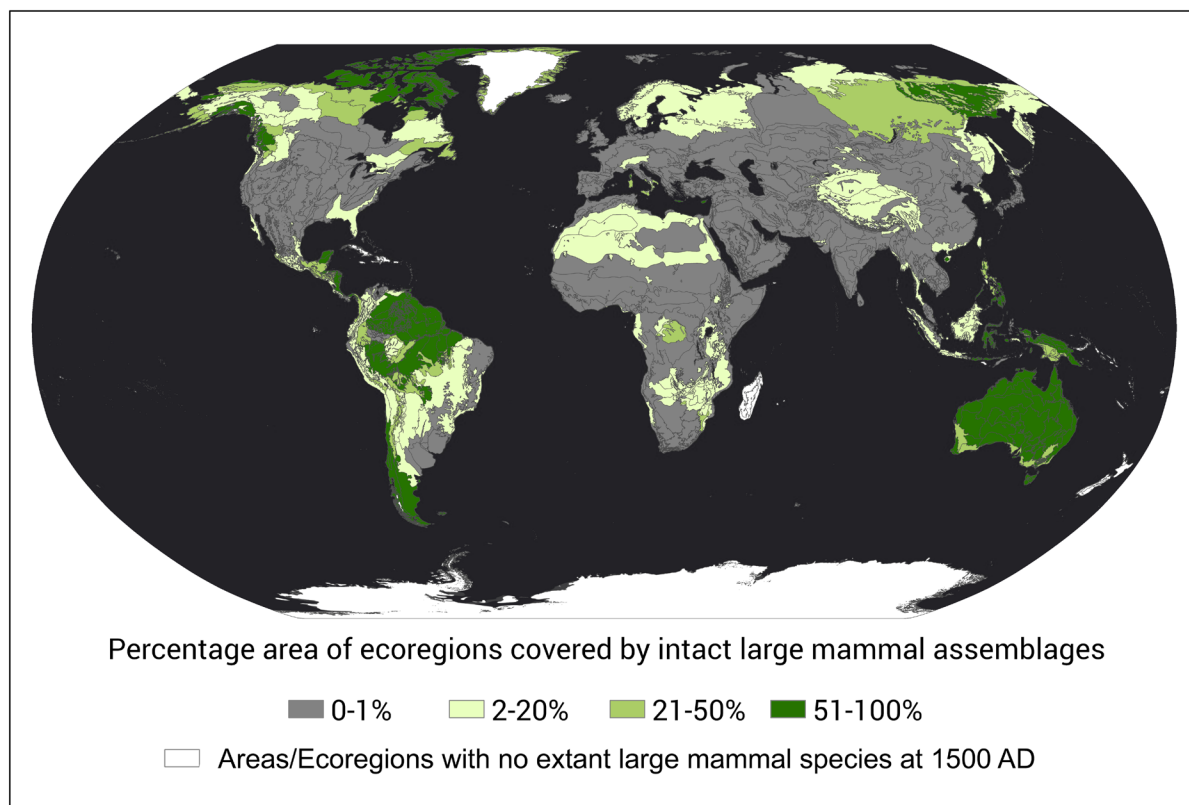 Percentage area of ecoregions covered by intact large mammal assemblages
0-1% 2-20% 21-50% 51-100%
Areas/Ecoregions with no extant large mammal species at 1500 AD